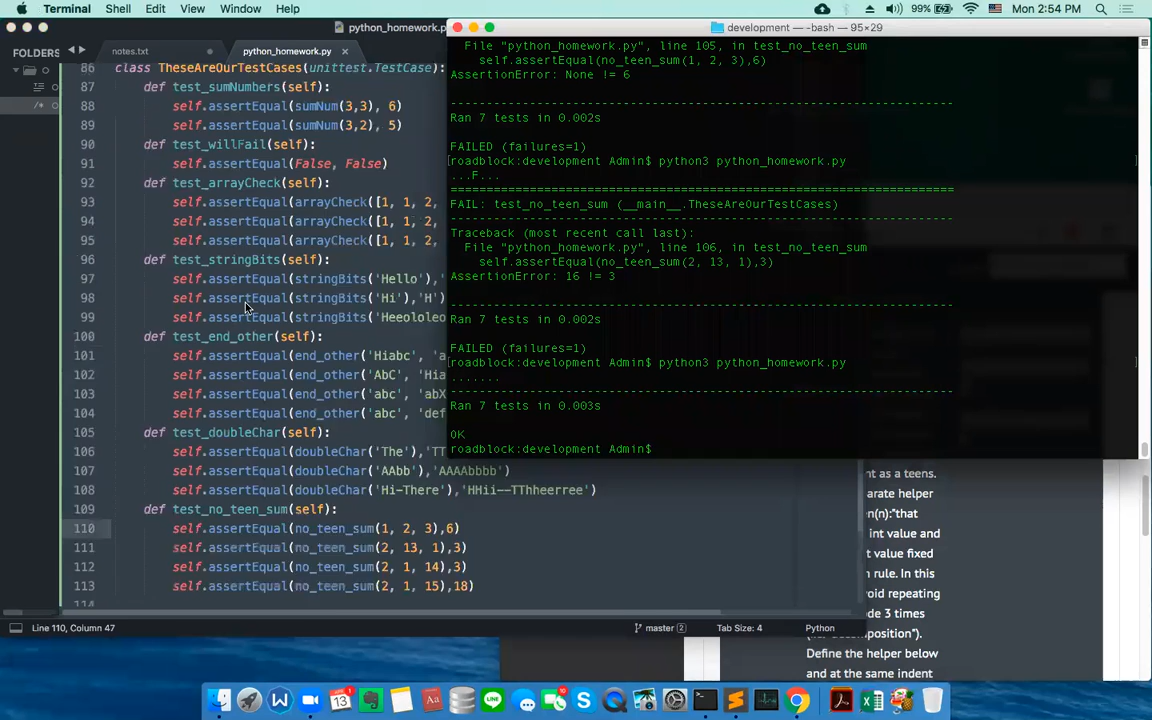 Terminal Shell Edit View Window Help
99% Mon 2:54 PM
python_homework.p
development — -bash — 95×29
FOLDERS
notes.txt
python_homework.py
86 class TheseAreOurTestCases(unittest.TestCase):
87 def test_sumNumbers(self):
88 self.assertEqual(sumNum(3,3), 6)
89 self.assertEqual(sumNum(3,2), 5)
90 def test_willFail(self):
91 self.assertEqual(False, False)
92 def test_arrayCheck(self):
93 self.assertEqual(arrayCheck([1, 1, 2,
94 self.assertEqual(arrayCheck([1, 1, 2,
95 self.assertEqual(arrayCheck([1, 1, 2,
96 def test_stringBits(self):
97 self.assertEqual(stringBits('Hello'),'
98 self.assertEqual(stringBits('Hi'),'H')
99 self.assertEqual(stringBits('Heeololeo
100 def test_end_other(self):
101 self.assertEqual(end_other('Hiabc', 'a
102 self.assertEqual(end_other('AbC', 'Hia
103 self.assertEqual(end_other('abc', 'abX
104 self.assertEqual(end_other('abc', 'def
105 def test_doubleChar(self):
106 self.assertEqual(doubleChar('The'),'TT
107 self.assertEqual(doubleChar('AAbb'),'AAAAbbbb')
108 self.assertEqual(doubleChar('Hi-There'),'HHii--TThheerree')
109 def test_no_teen_sum(self):
110 self.assertEqual(no_teen_sum(1, 2, 3),6)
111 self.assertEqual(no_teen_sum(2, 13, 1),3)
112 self.assertEqual(no_teen_sum(2, 1, 14),3)
113 self.assertEqual(no_teen_sum(2, 1, 15),18)
114
Line 110, Column 47
master 2
Tab Size: 4
Python
File "python_homework.py", line 105, in test_no_teen_sum
self.assertEqual(no_teen_sum(1, 2, 3),6)
AssertionError: None != 6
----------------------------------------------------------------------
Ran 7 tests in 0.002s
FAILED (failures=1)
[roadblock:development Admin$ python3 python_homework.py ]
...F...
======================================================================
FAIL: test_no_teen_sum (__main__.TheseAreOurTestCases)
----------------------------------------------------------------------
Traceback (most recent call last):
File "python_homework.py", line 106, in test_no_teen_sum
self.assertEqual(no_teen_sum(2, 13, 1),3)
AssertionError: 16 != 3
----------------------------------------------------------------------
Ran 7 tests in 0.002s
FAILED (failures=1)
[roadblock:development Admin$ python3 python_homework.py ]
.......
----------------------------------------------------------------------
Ran 7 tests in 0.003s
OK
roadblock:development Admin$
nt as a teens.
arate helper
n(n):"that
int value and
t value fixed
n rule. In this
oid repeating
de 3 times
Define the helper below
and at the same indent